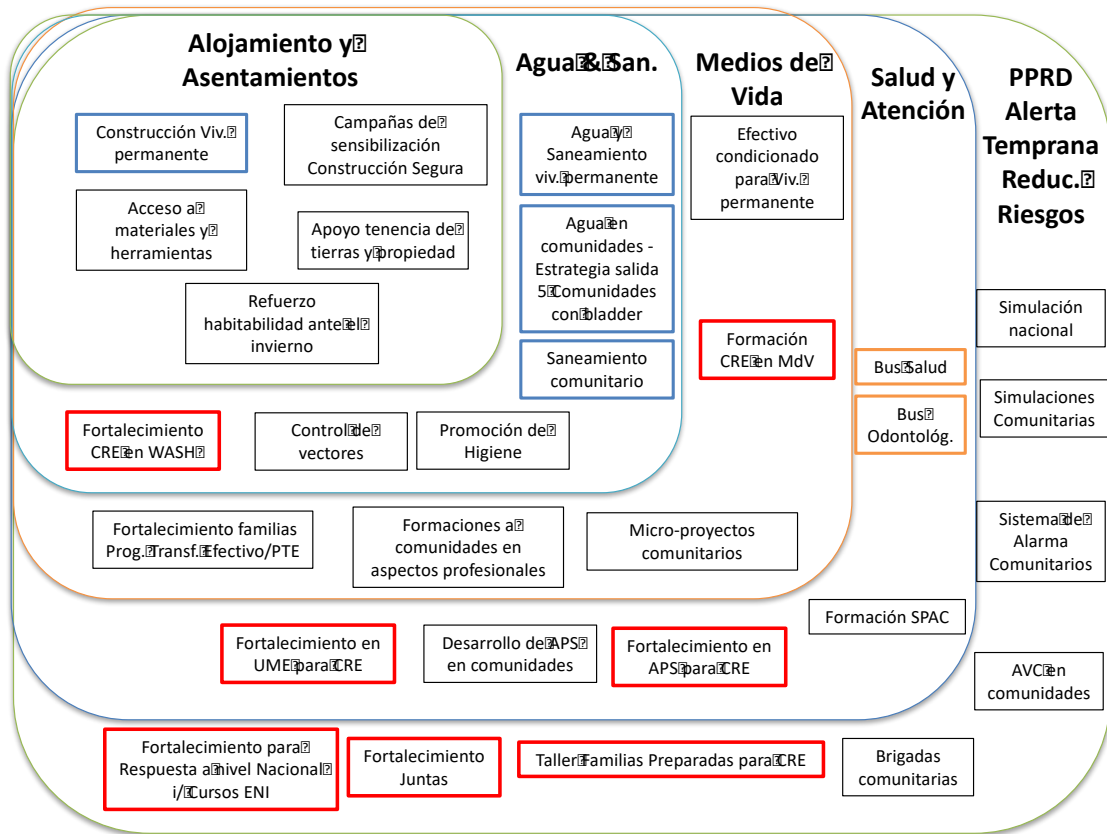 Alojamiento y
Asentamientos
Agua & San.
Medios de
Vida
Salud y
Atención
PPRD
Alerta
Temprana
Reduc.
Riesgos
Construcción Viv.
permanente
Campañas de
sensibilización
Construcción Segura
Acceso a
materiales y
herramientas
Apoyo tenencia de
tierras y propiedad
Refuerzo
habitabilidad ante el
invierno
Agua y
Saneamiento
viv. permanente
Agua en
comunidades -
Estrategia salida
5 Comunidades
con bladder
Saneamiento
comunitario
Efectivo
condicionado
para Viv.
permanente
Formación
CRE en MdV
Bus Salud
Bus
Odontológ.
Simulación
nacional
Simulaciones
Comunitarias
Fortalecimiento
CRE en WASH
Control de
vectores
Promoción de
Higiene
Fortalecimiento familias
Prog. Transf. Efectivo/PTE
Formaciones a
comunidades en
aspectos profesionales
Micro-proyectos
comunitarios
Sistema de
Alarma
Comunitarios
Formación SPAC
Fortalecimiento en
UME para CRE
Desarrollo de APS
en comunidades
Fortalecimiento en
APS para CRE
AVC en
comunidades
Fortalecimiento para
Respuesta a nivel Nacional
i/ Cursos ENI
Fortalecimiento
Juntas
Taller Familias Preparadas para CRE
Brigadas
comunitarias